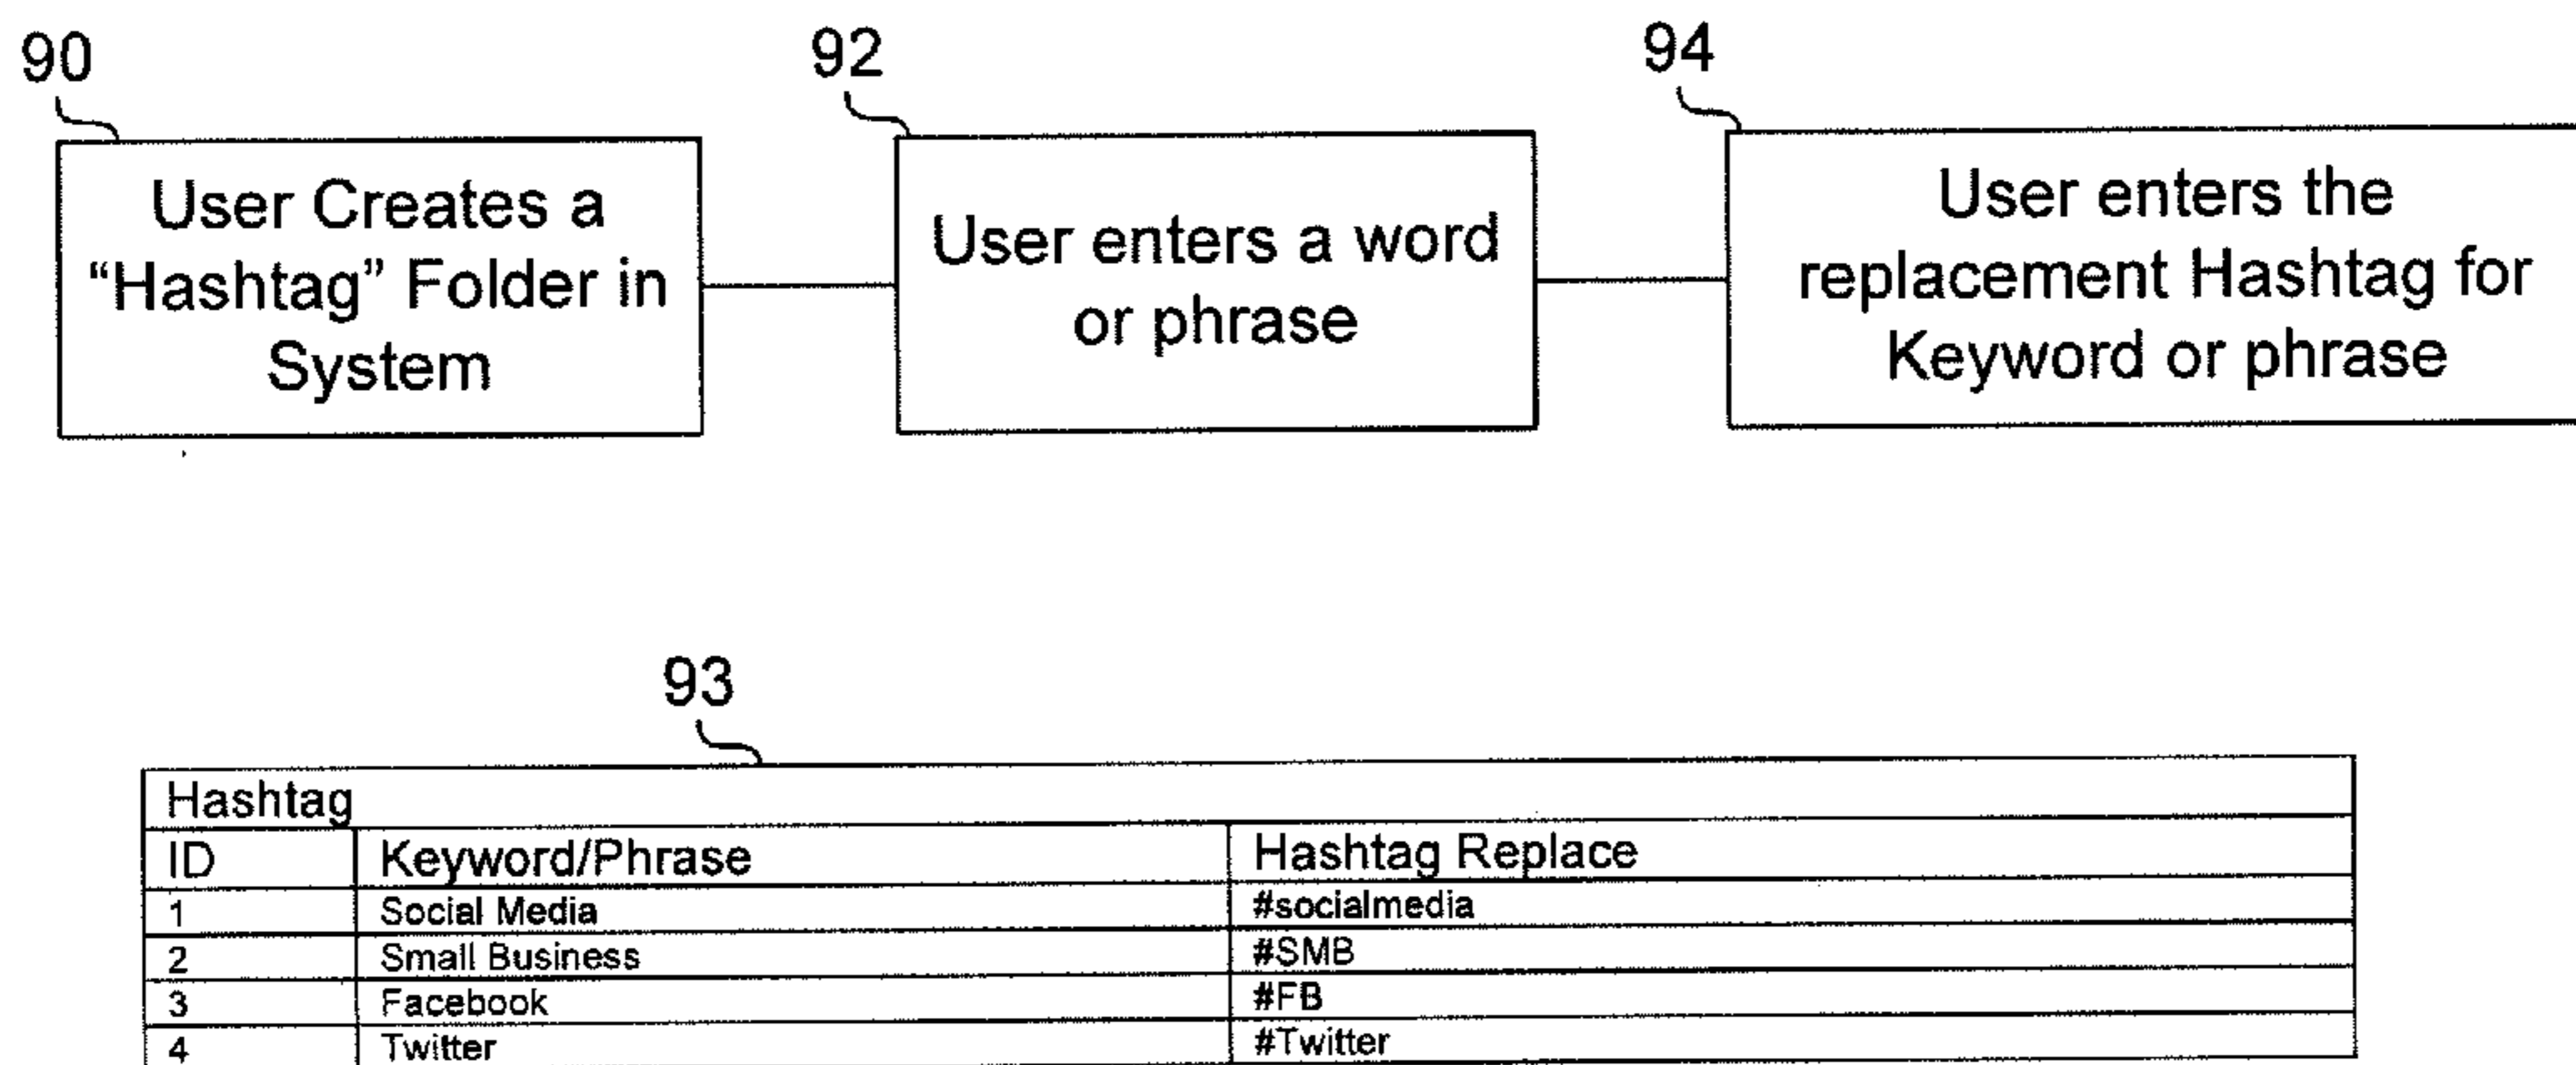 90
92
94
User Creates a
“Hashtag” Folder in
System
User enters a word
or phrase
User enters the
replacement Hashtag for
Keyword or phrase
93
Hashtag
ID Keyword/Phrase Hashtag Replace
1 Social Media #socialmedia
2 Small Business #SMB
3 Facebook #FB
4 Twitter #Twitter